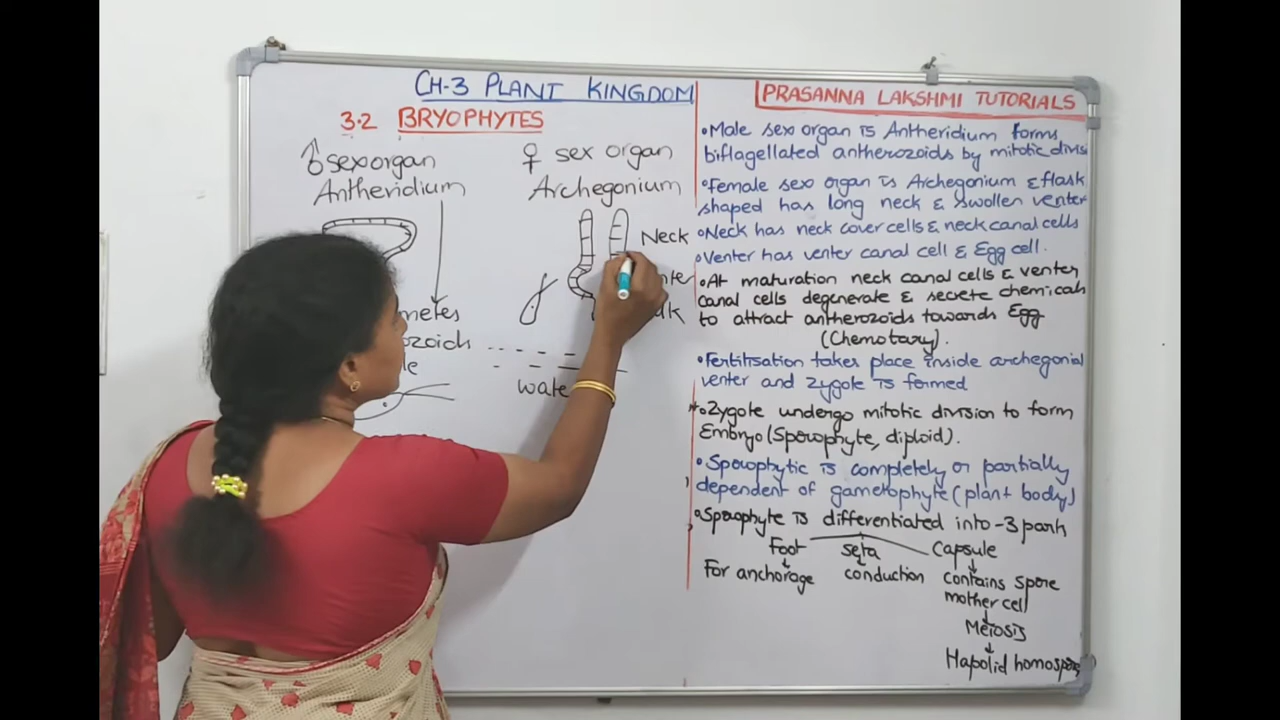 CH-3 PLANT KINGDOM
3.2 BRYOPHYTES
♂ sex organ
Antheridium
♀ sex organ
Archegonium
Neck
water
PRASANNA LAKSHMI TUTORIALS
•Male sex organ is Antheridium forms
biflagellated antherozoids by mitotic divisi
•Female sex organ is Archegonium & flask
shaped has long neck & swollen venter
•Neck has neck cover cells & neck canal cells
•Venter has venter canal cell & Egg cell.
•At maturation neck canal cells & venter
canal cells degenerate & secrete chemicals
to attract antherozoids towards Egg
(Chemotaxy).
•Fertilisation takes place inside archegonial
venter and zygote is formed
•Zygote undergo mitotic division to form
Embryo (Sporophyte, diploid).
•Sporophytic is completely or partially
dependent of gametophyte (plant body)
•Sporophyte is differentiated into -3 parts
Foot seta Capsule
For anchorage conduction contains spore
mother cell
Meiosis
Hapolid homospores